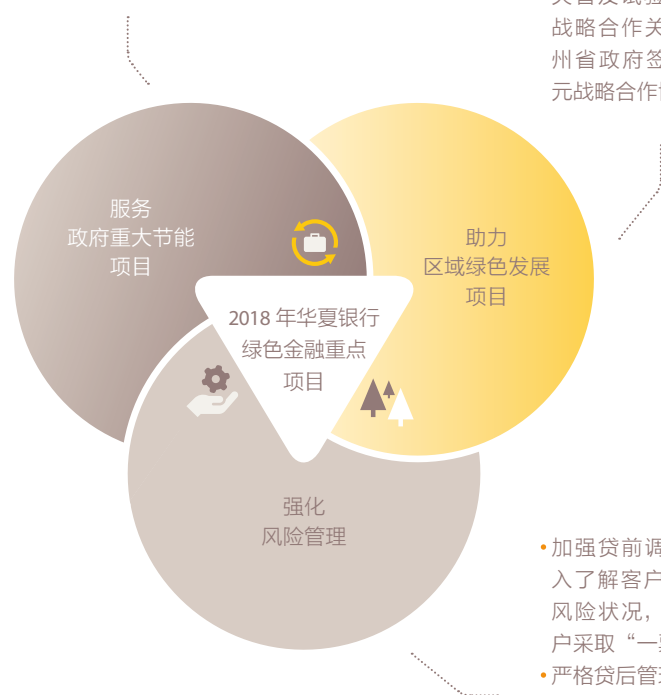 战略合作关
州省政府签
元战略合作
服务
政府重大节能
项目
助力
区域绿色发展
项目
2018 年华夏银行
绿色金融重点
项目
强化
风险管理
•加强贷前调
入了解客户
风险状况，
户采取“一
•严格贷后管